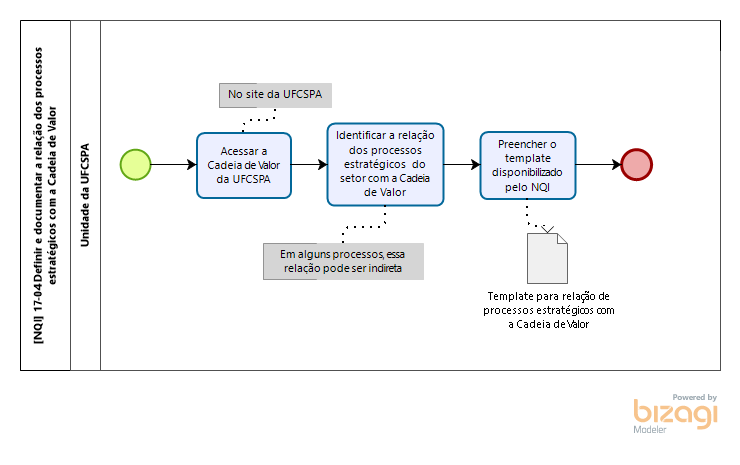 [NQI] 17-04 Definir e documentar a relação dos processos
estratégicos com a Cadeia de Valor
Unidade da UFCSPA
No site da UFCSPA
Acessar a
Cadeia de Valor
da UFCSPA
Identificar a relação
dos processos
estratégicos do
setor com a Cadeia
de Valor
Preencher o
template
disponibilizado
pelo NQI
Em alguns processos, essa
relação pode ser indireta
Template para relação de
processos estratégicos com
a Cadeia de Valor
Powered by
bizagi
Modeler